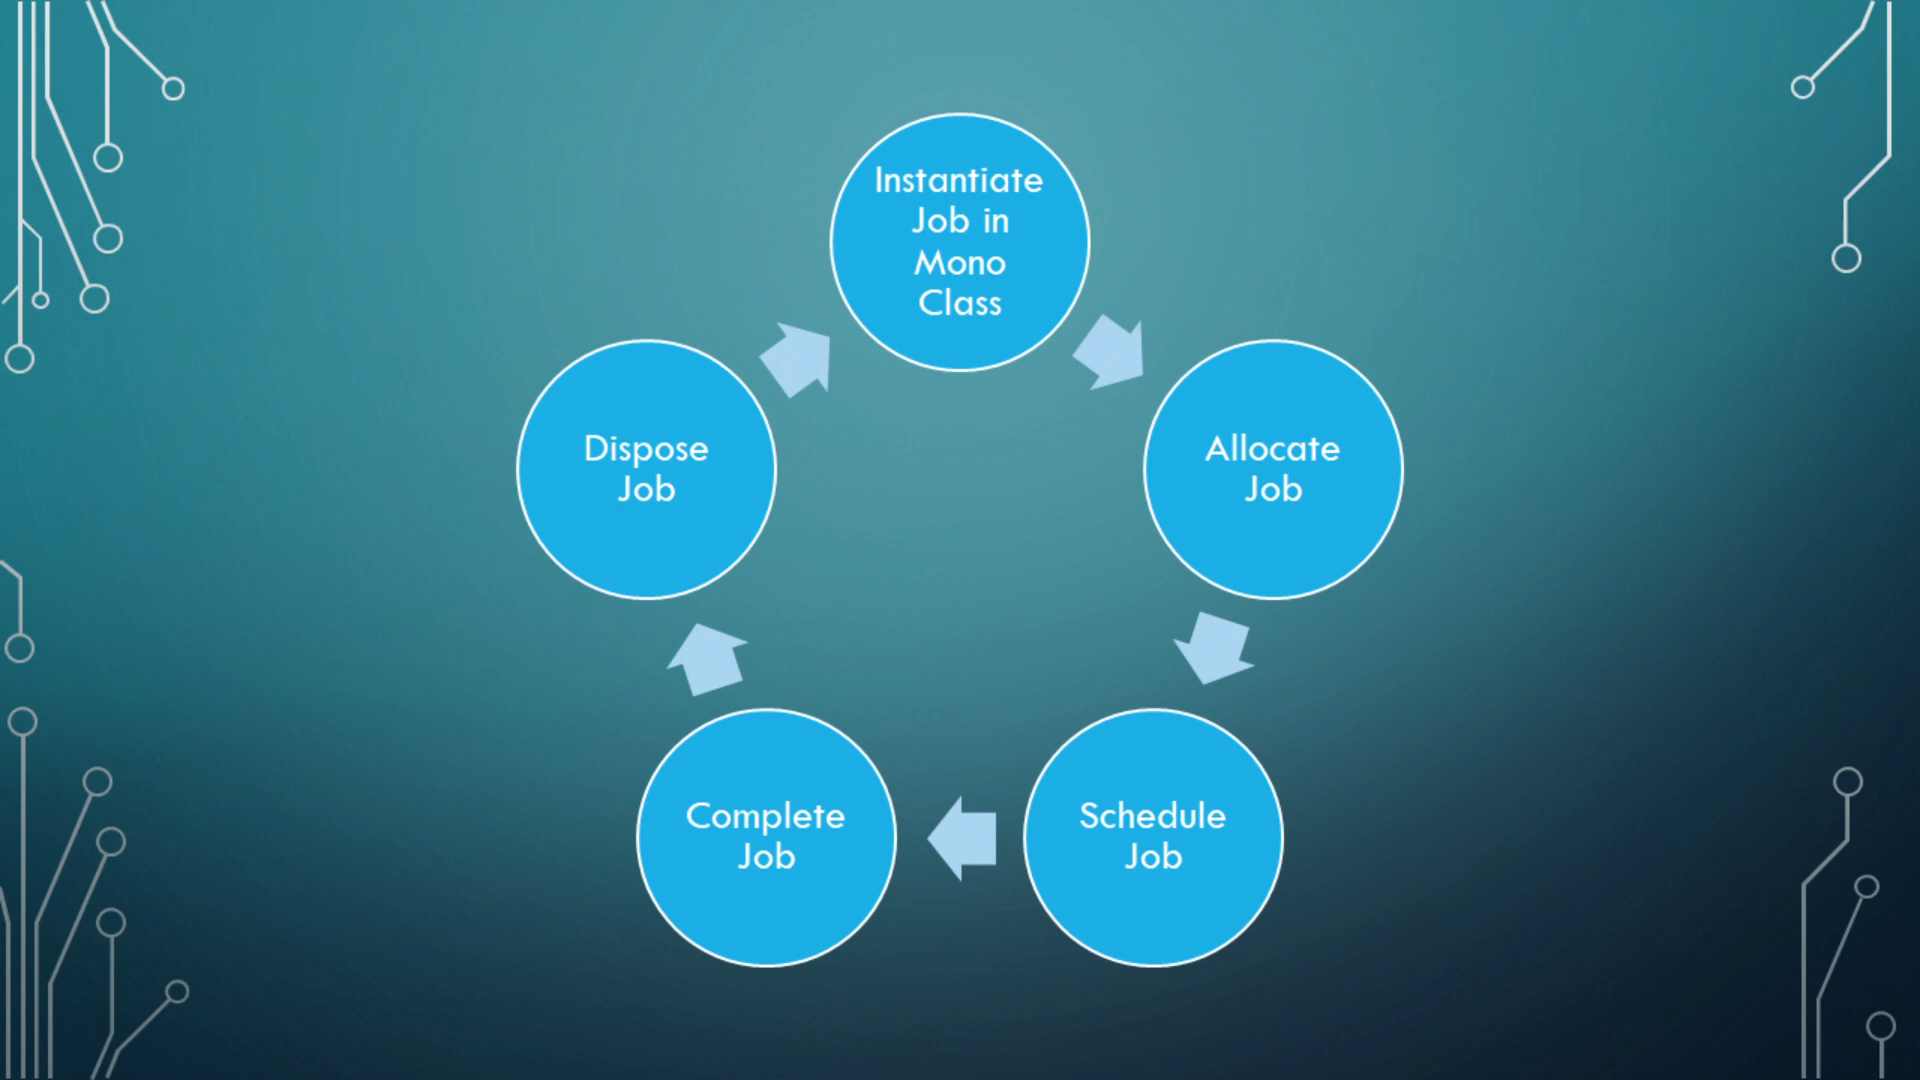 Instantiate
Job in
Mono
Class
Allocate
Job
Schedule
Job
Complete
Job
Dispose
Job